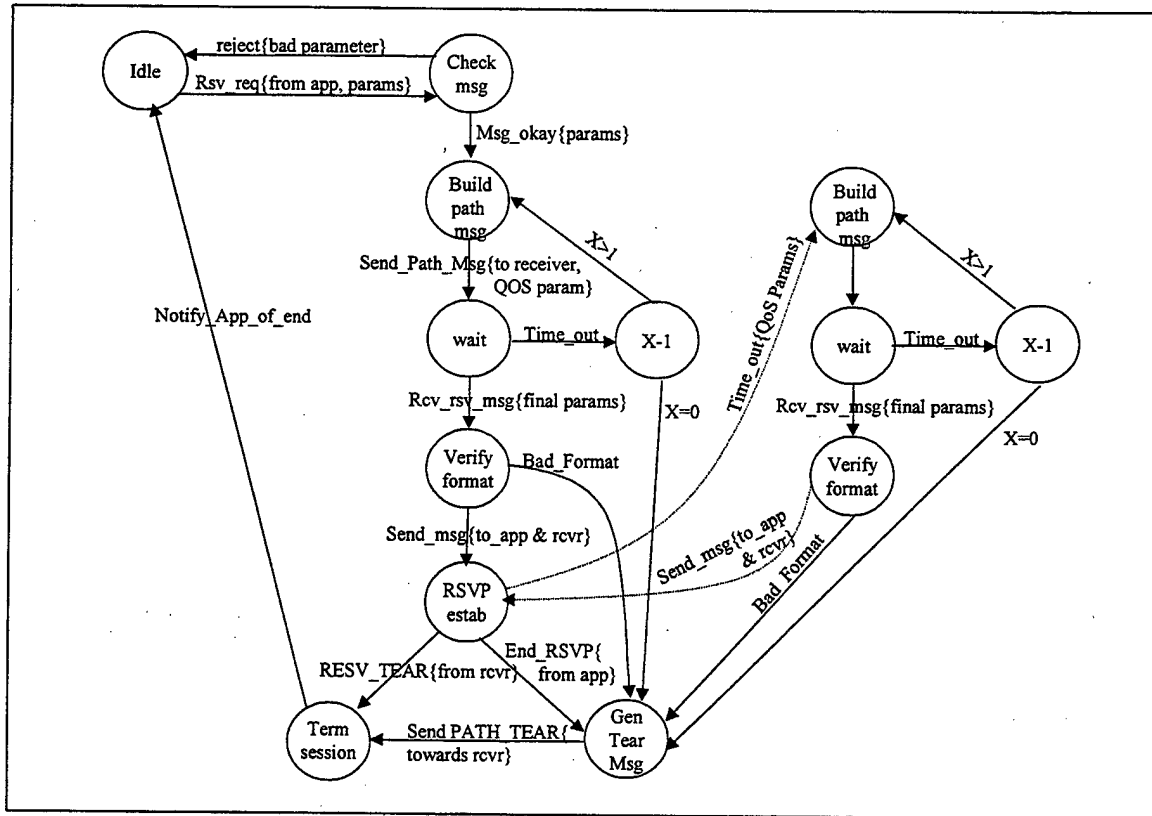 reject{bad parameter}
Idle
Check
msg
Rsv_req{from app, params}
Msg_okay{params}
Build
path
msg
X>1
Send_Path_Msg{to receiver,
QOS param}
wait
Time_out
X-1
Rcv_rsv_msg{final params}
X=0
Verify
format
Bad_Format
Send_msg{to_app & rcvr}
RSVP
estab
RESV_TEAR{from rcvr}
End_RSVP{
from app}
Gen
Tear
Msg
Send PATH_TEAR{
towards rcvr}
Term
session
Notify_App_of_end
Time_out{QoS Params}
Build
path
msg
X>1
wait
Time_out
X-1
Rcv_rsv_msg{final params}
X=0
Verify
format
Send_msg{to_app
& rcvr}
Bad_Format